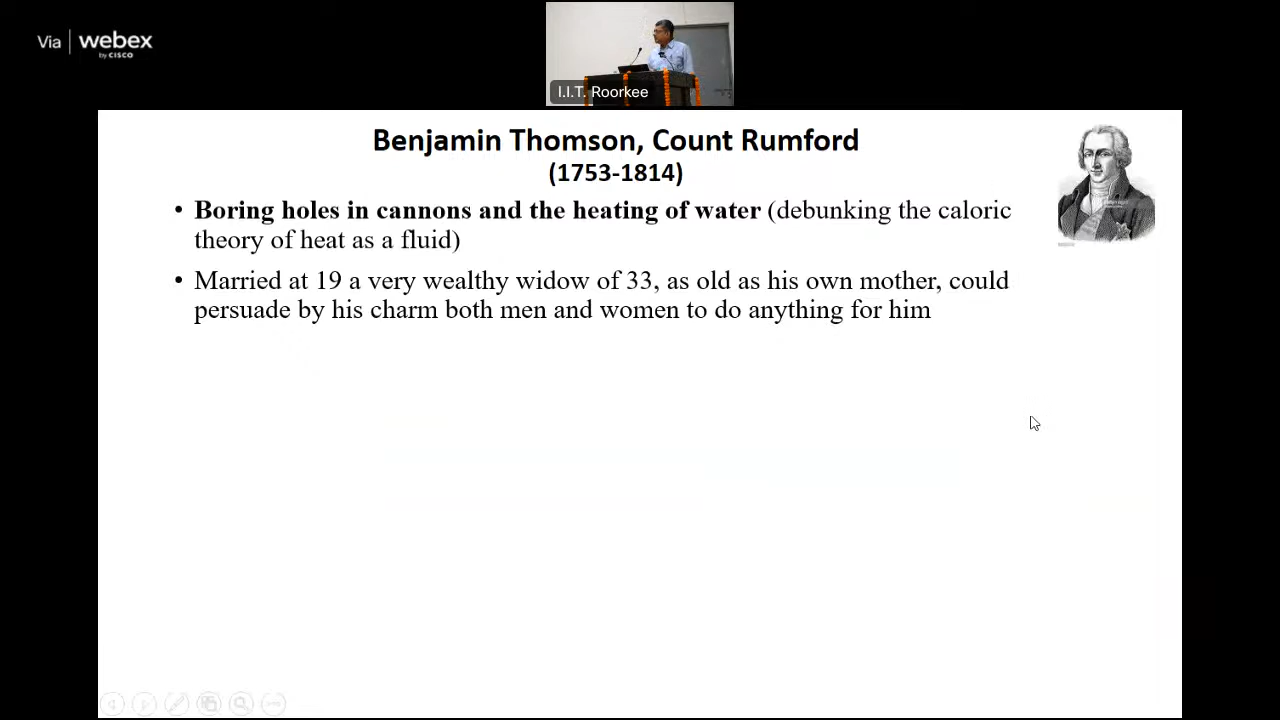 Via webex
by CISCO
I.I.T. Roorkee
Benjamin Thomson, Count Rumford
(1753-1814)
• Boring holes in cannons and the heating of water (debunking the caloric
theory of heat as a fluid)
• Married at 19 a very wealthy widow of 33, as old as his own mother, could
persuade by his charm both men and women to do anything for him